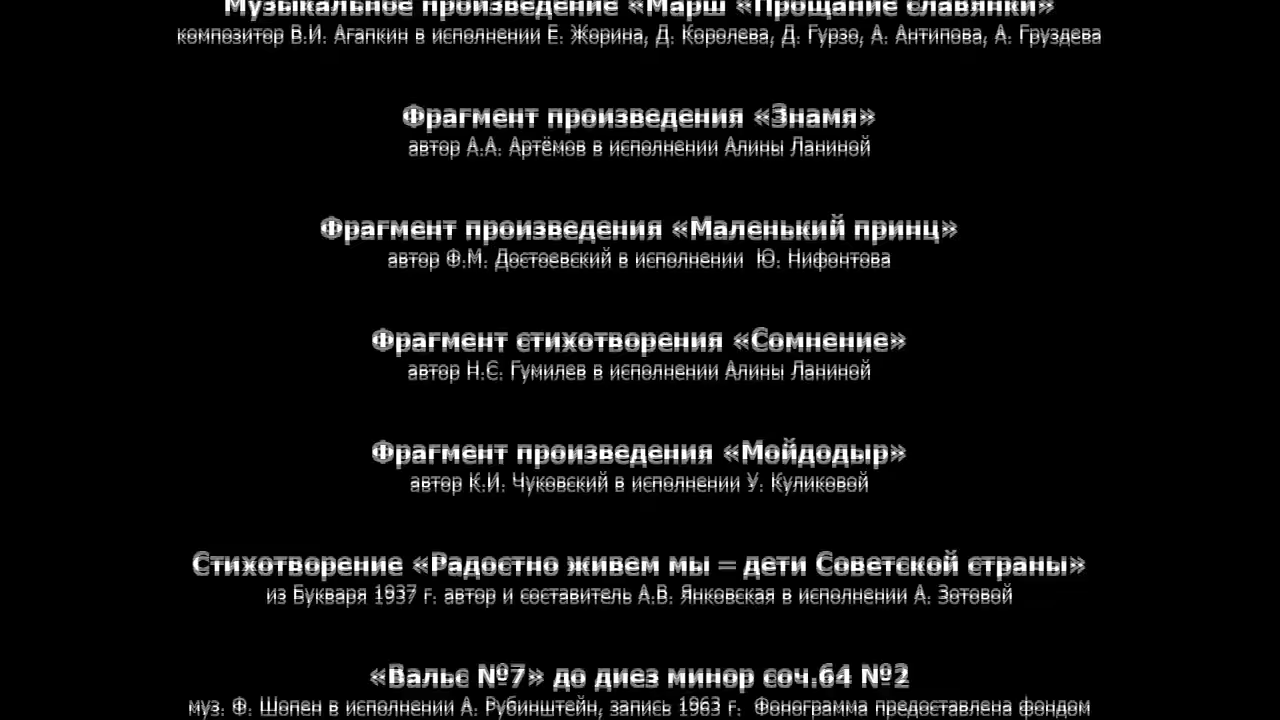 Музыкальное произведение «Марш «Прощание славянки»
композитор В.И. Агапкин в исполнении Е. Жорина, Д. Королева, Д. Гурзо, А. Антипова, А. Груздева
Фрагмент произведения «Знамя»
автор А.А. Артёмов в исполнении Алины Ланиной
Фрагмент произведения «Маленький принц»
автор Ф.М. Достоевский в исполнении Ю. Нифонтова
Фрагмент стихотворения «Сомнение»
автор Н.С. Гумилев в исполнении Алины Ланиной
Фрагмент произведения «Мойдодыр»
автор К.И. Чуковский в исполнении У. Куликовой
Стихотворение «Радостно живем мы – дети Советской страны»
из Букваря 1937 г. автор и составитель А.В. Янковская в исполнении А. Зотовой
«Вальс №7» до диез минор соч.64 №2
муз. Ф. Шопен в исполнении А. Рубинштейн, запись 1963 г. Фонограмма предоставлена фондом